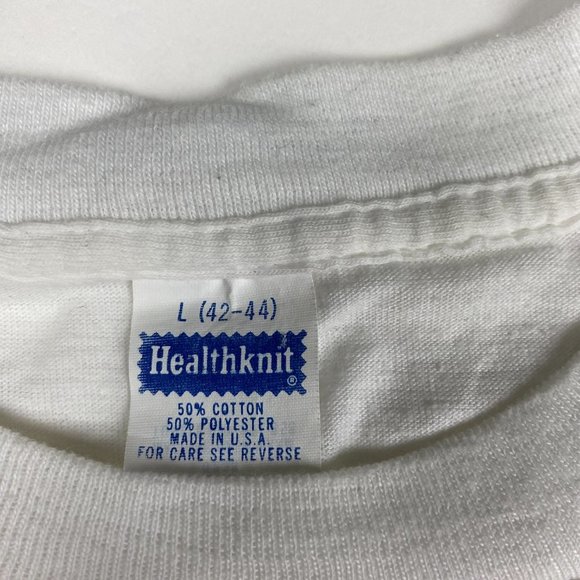 L (42-44)
Healthknit®
50% COTTON
50% POLYESTER
MADE IN U.S.A.
FOR CARE SEE REVERSE